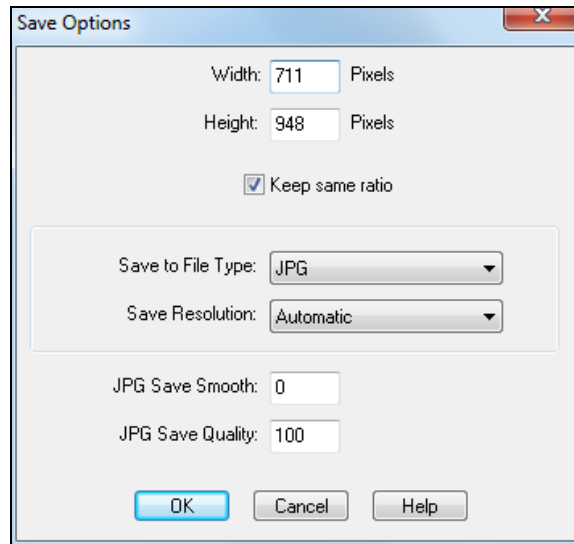 Save Options
Width: 711 Pixels
Height: 948 Pixels
Keep same ratio
Save to File Type: JPG
Save Resolution: Automatic
JPG Save Smooth: 0
JPG Save Quality: 100
OK Cancel Help